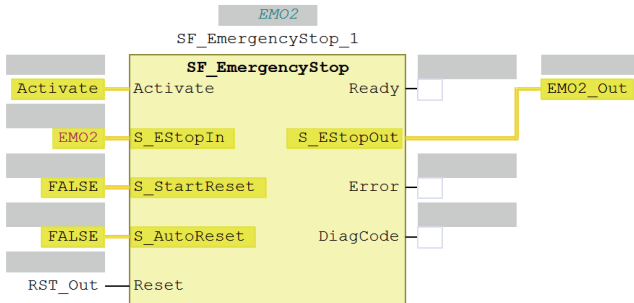 EMO2
SF_EmergencyStop_1
SF_EmergencyStop
Activate Activate Ready EMO2_Out
EMO2 S_EStopIn S_EStopOut
FALSE S_StartReset Error
FALSE S_AutoReset DiagCode
RST_Out Reset